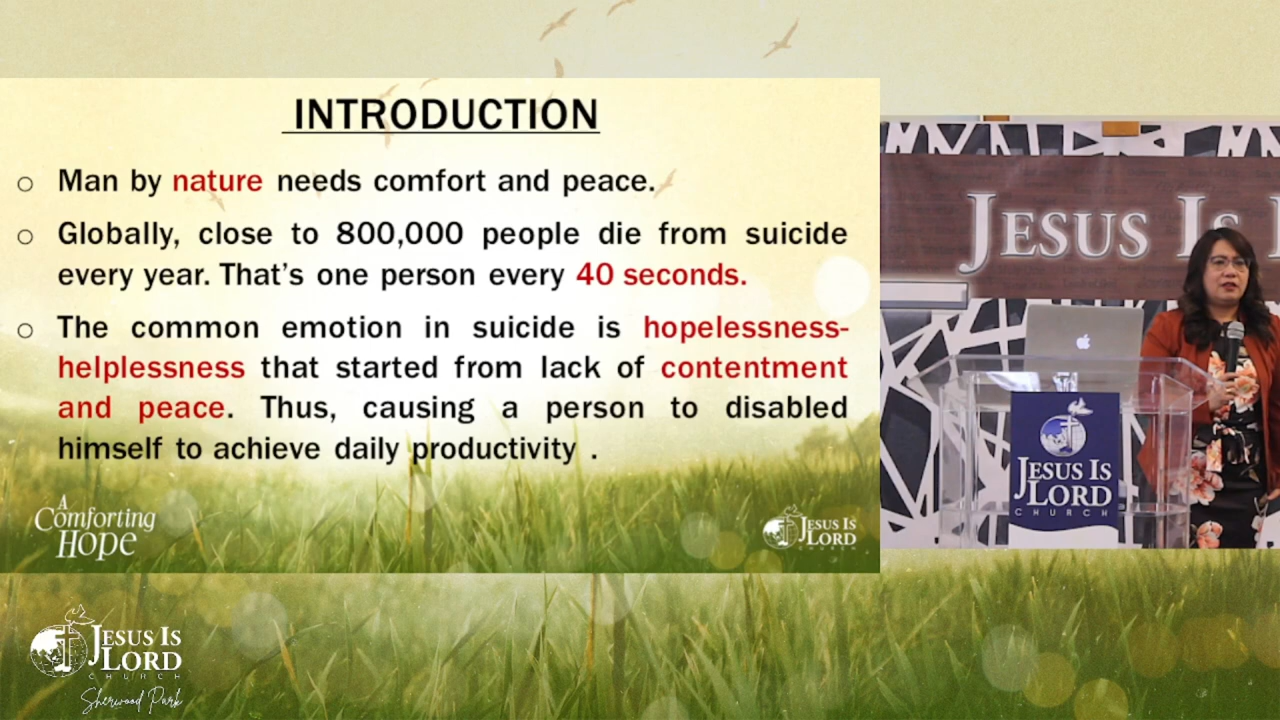 INTRODUCTION
o Man by nature needs comfort and peace.
o Globally, close to 800,000 people die from suicide
every year. That’s one person every 40 seconds.
o The common emotion in suicide is hopelessness-
helplessness that started from lack of contentment
and peace. Thus, causing a person to disabled
himself to achieve daily productivity .
A
Comforting
Hope
JESUS IS
LORD
CHURCH
JESUS IS
JESUS IS
LORD
CHURCH
JESUS IS
LORD
CHURCH
Sherwood Park